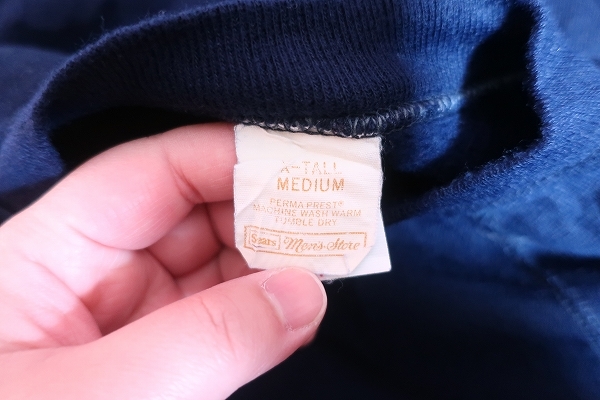 X-TALL
MEDIUM
PERMA PREST®
MACHINE WASH WARM
TUMBLE DRY
Sears Men's Store